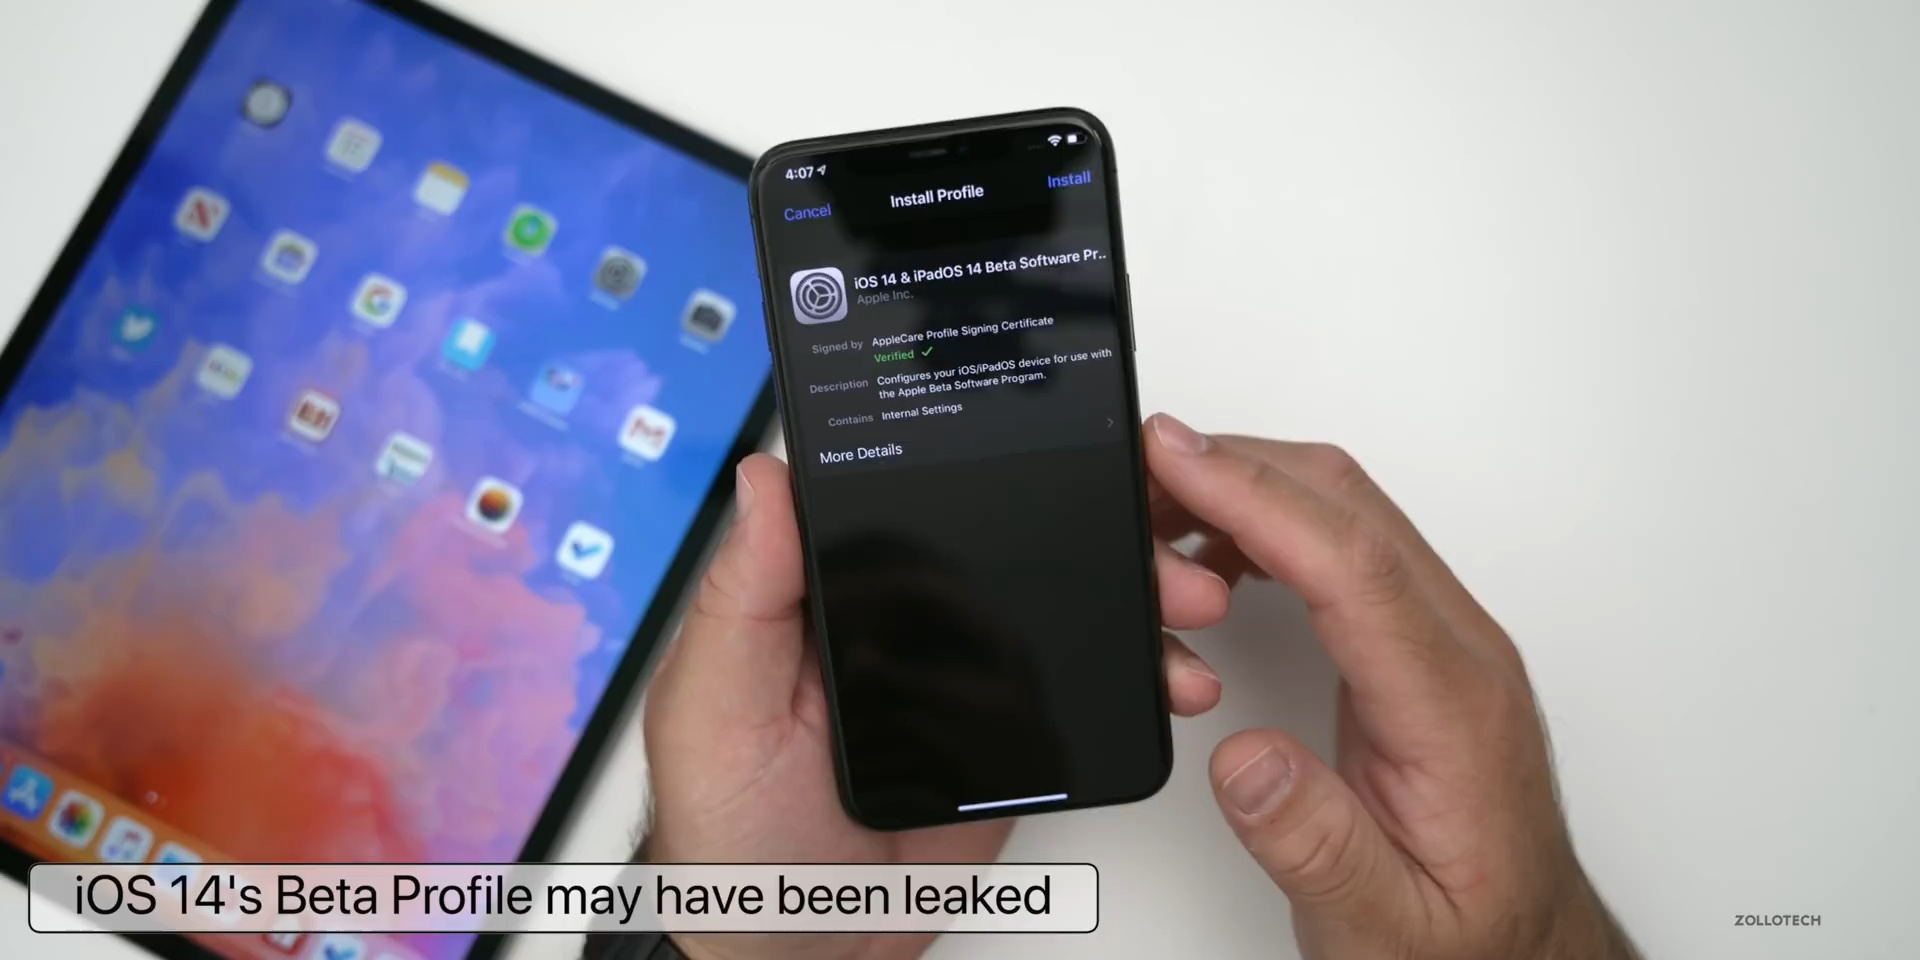 4:07
Cancel
Install Profile
Install
iOS 14 & iPadOS 14 Beta Software Pr..
Apple Inc.
Signed by AppleCare Profile Signing Certificate
Verified ✓
Description Configures your iOS/iPadOS device for use with
the Apple Beta Software Program.
Contains Internal Settings
More Details
iOS 14's Beta Profile may have been leaked
ZOLLOTECH